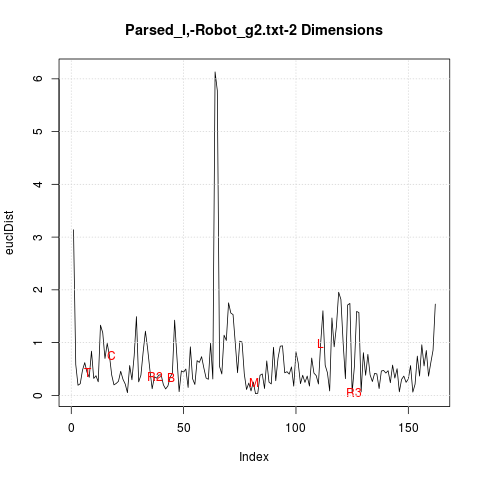 Parsed_I,-Robot_g2.txt-2 Dimensions
euclDist
6
5
4
3
2
1
0
T
C
R2
B
M
L
R3
0
50
100
150
Index